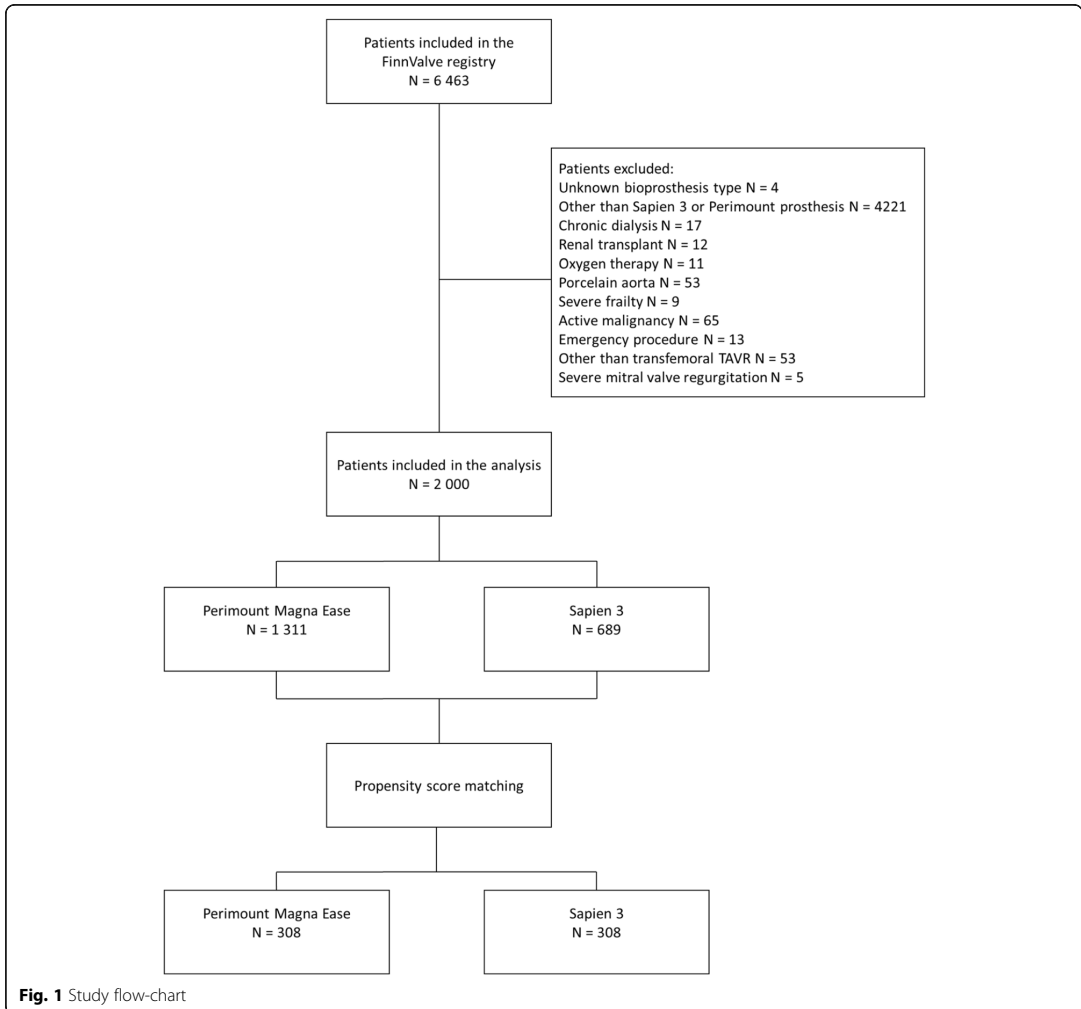 Patients included in the
FinnValve registry
N = 6 463
Patients excluded:
Unknown bioprosthesis type N = 4
Other than Sapien 3 or Perimount prosthesis N = 4221
Chronic dialysis N = 17
Renal transplant N = 12
Oxygen therapy N = 11
Porcelain aorta N = 53
Severe frailty N = 9
Active malignancy N = 65
Emergency procedure N = 13
Other than transfemoral TAVR N = 53
Severe mitral valve regurgitation N = 5
Patients included in the analysis
N = 2 000
Perimount Magna Ease
N = 1 311
Sapien 3
N = 689
Propensity score matching
Perimount Magna Ease
N = 308
Sapien 3
N = 308
Fig. 1 Study flow-chart